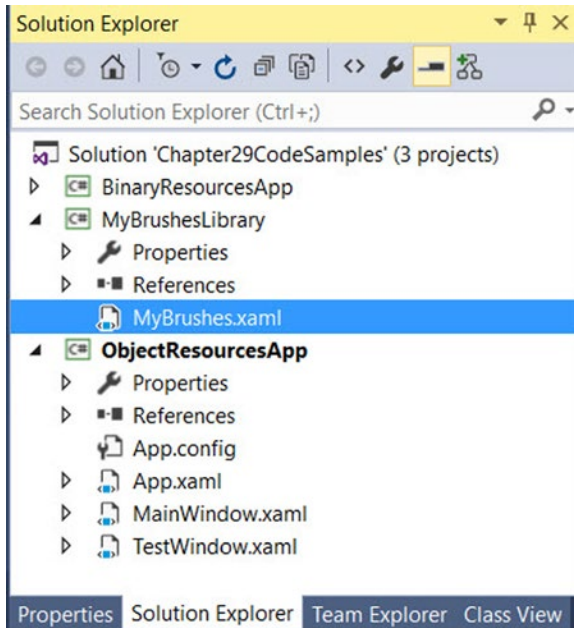 Solution Explorer
Search Solution Explorer (Ctrl+;)
Solution 'Chapter29CodeSamples' (3 projects)
C# BinaryResourcesApp
C# MyBrushesLibrary
Properties
References
MyBrushes.xaml
C# ObjectResourcesApp
Properties
References
App.config
App.xaml
MainWindow.xaml
TestWindow.xaml
Properties Solution Explorer Team Explorer Class View